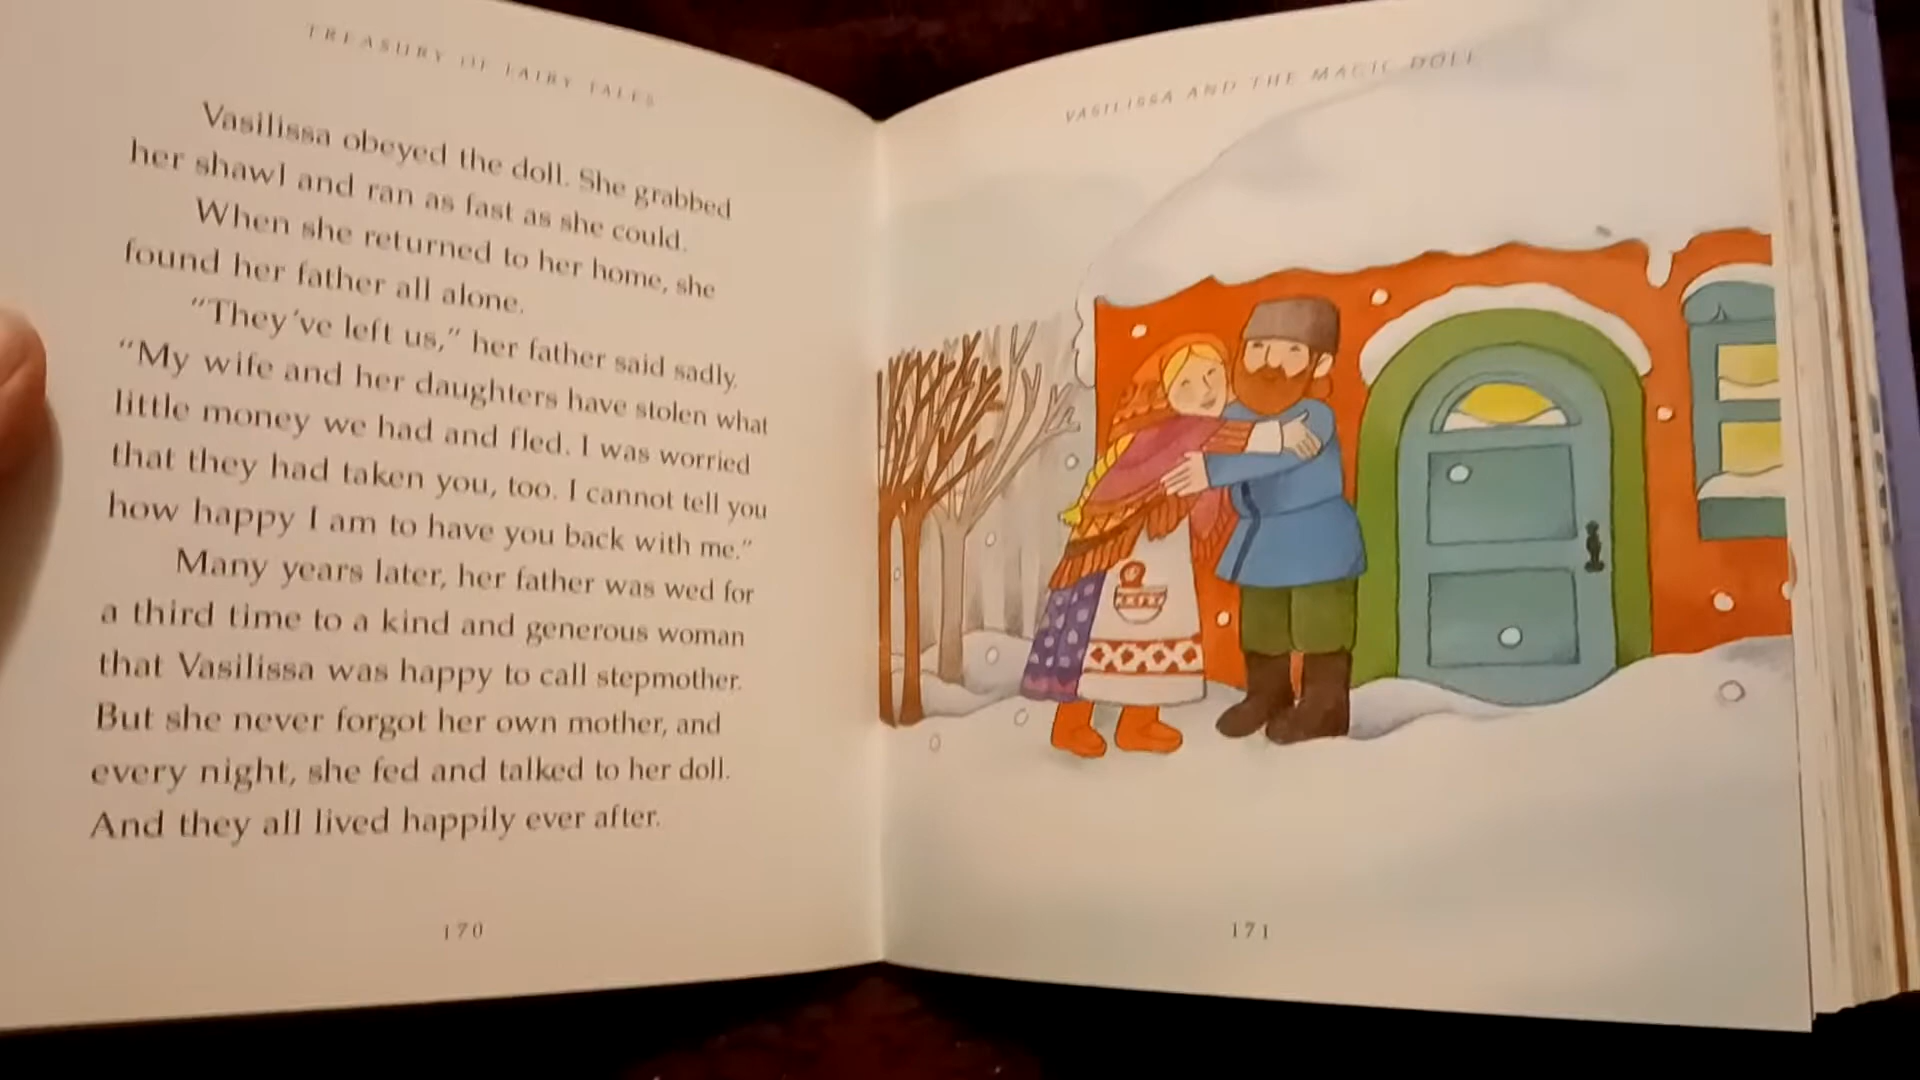 TREASURY OF FAIRY TALES
Vasilissa obeyed the doll. She grabbed
her shawl and ran as fast as she could.
When she returned to her home, she
found her father all alone.
“They’ve left us,” her father said sadly.
“My wife and her daughters have stolen what
little money we had and fled. I was worried
that they had taken you, too. I cannot tell you
how happy I am to have you back with me.”
Many years later, her father was wed for
a third time to a kind and generous woman
that Vasilissa was happy to call stepmother.
But she never forgot her own mother, and
every night, she fed and talked to her doll.
And they all lived happily ever after.
170
VASILISSA AND THE MAGIC DOLL
171